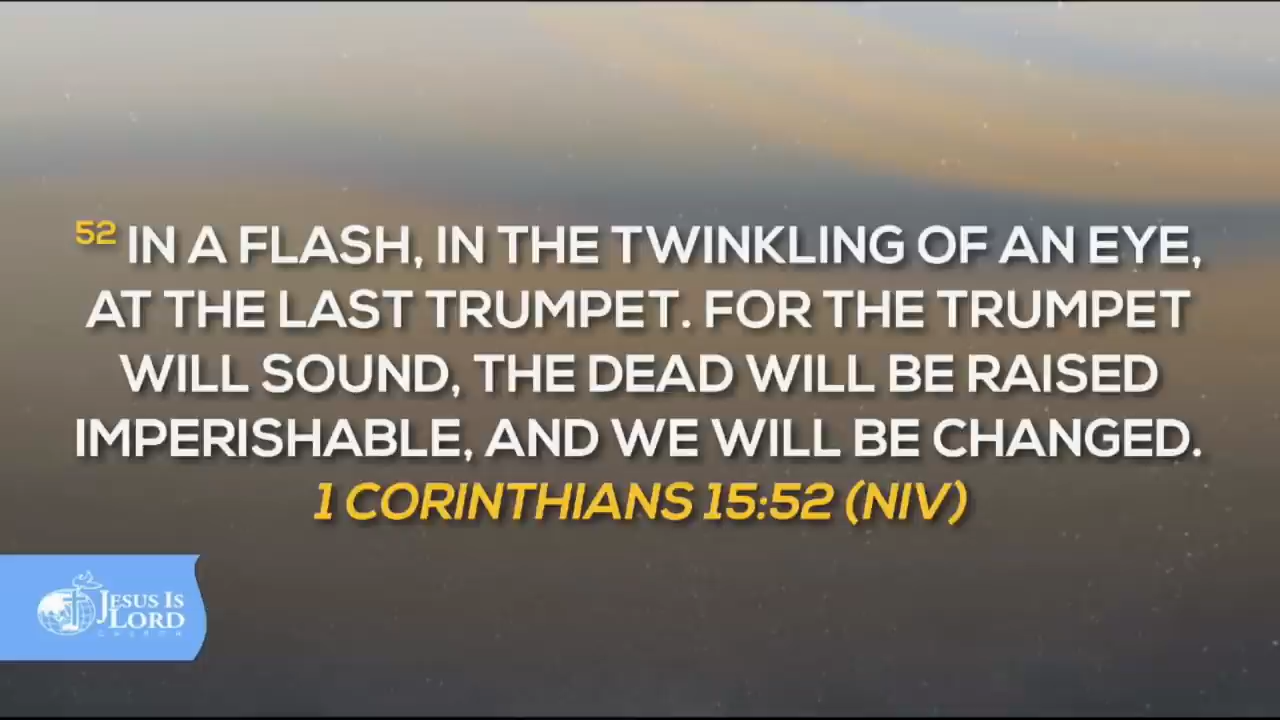 52 IN A FLASH, IN THE TWINKLING OF AN EYE,
AT THE LAST TRUMPET. FOR THE TRUMPET
WILL SOUND, THE DEAD WILL BE RAISED
IMPERISHABLE, AND WE WILL BE CHANGED.
1 CORINTHIANS 15:52 (NIV)
JESUS IS
LORD
CHURCH